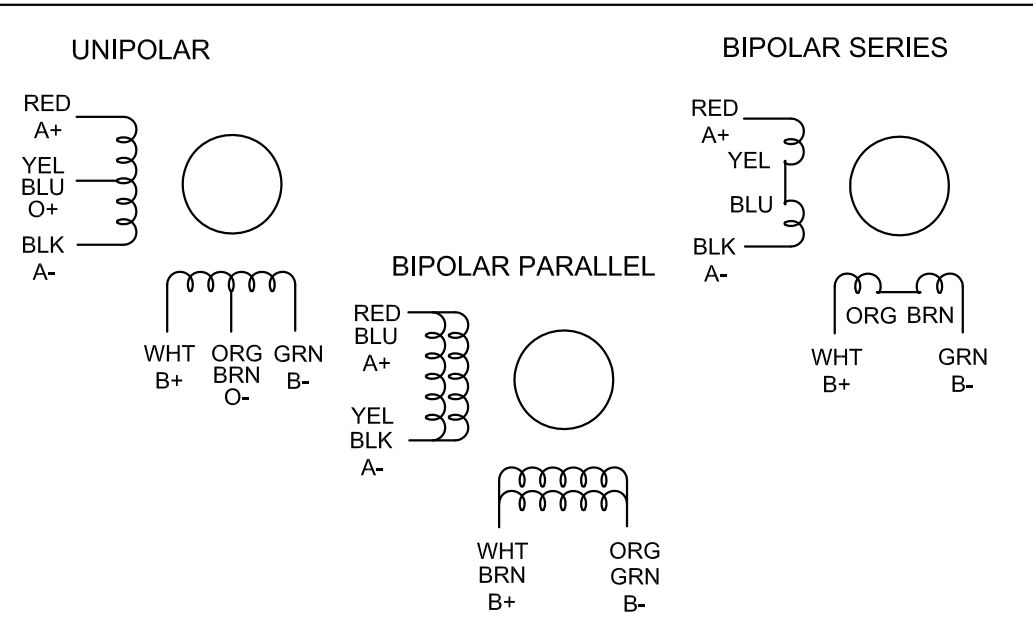 UNIPOLAR
RED
A+
YEL
BLU
O+
BLK
A-
WHT
B+
ORG
BRN
O-
GRN
B-
BIPOLAR PARALLEL
RED
BLU
A+
YEL
BLK
A-
WHT
BRN
B+
ORG
GRN
B-
BIPOLAR SERIES
RED
A+
YEL
BLU
BLK
A-
ORG BRN
WHT
B+
GRN
B-